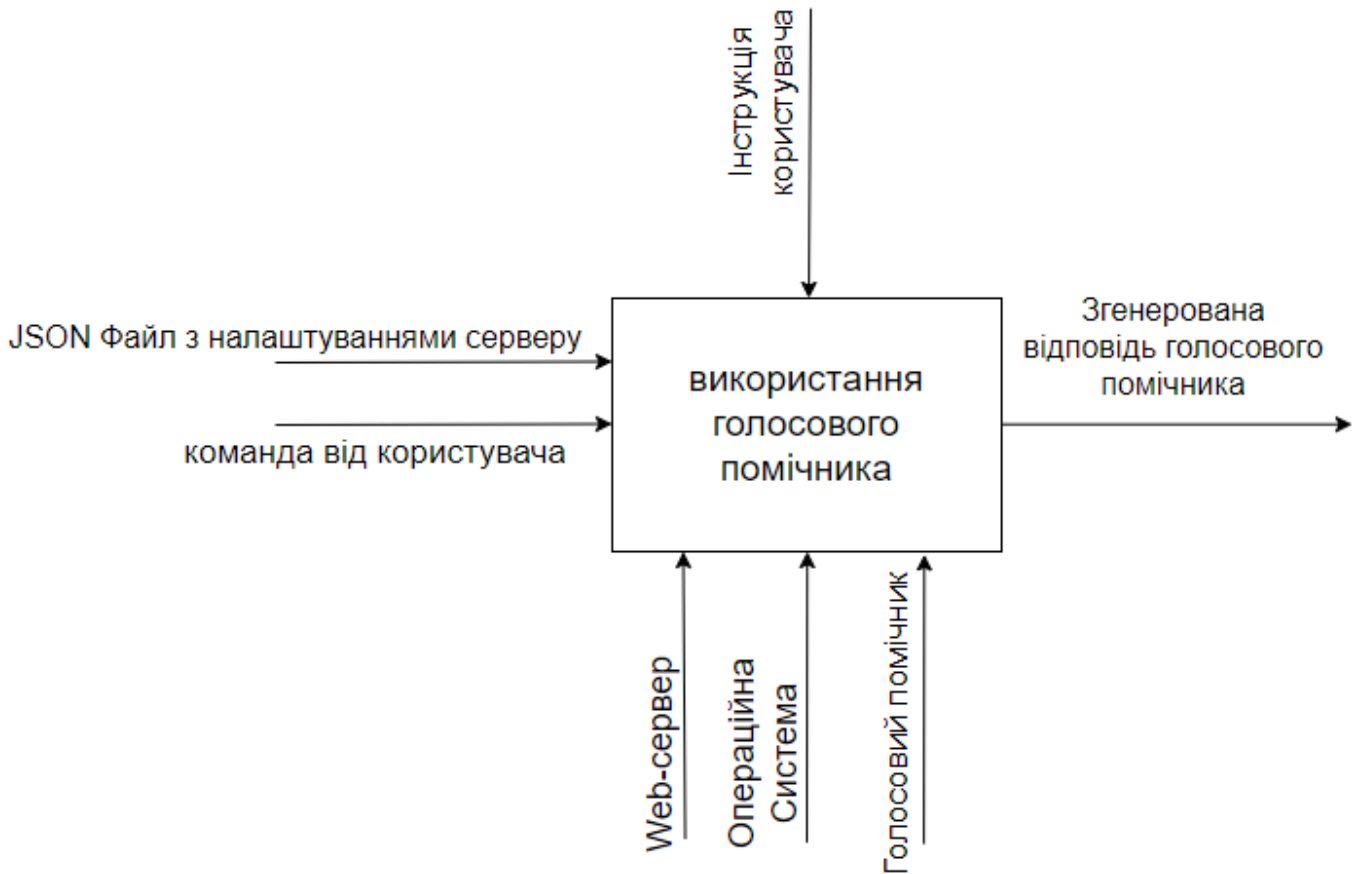 Інструкція
користувача
JSON Файл з налаштуваннями серверу
команда від користувача
використання
голосового
помічника
Згенерована
відповідь голосового
помічника
Web-сервер
Операційна
Система
Голосовий помічник